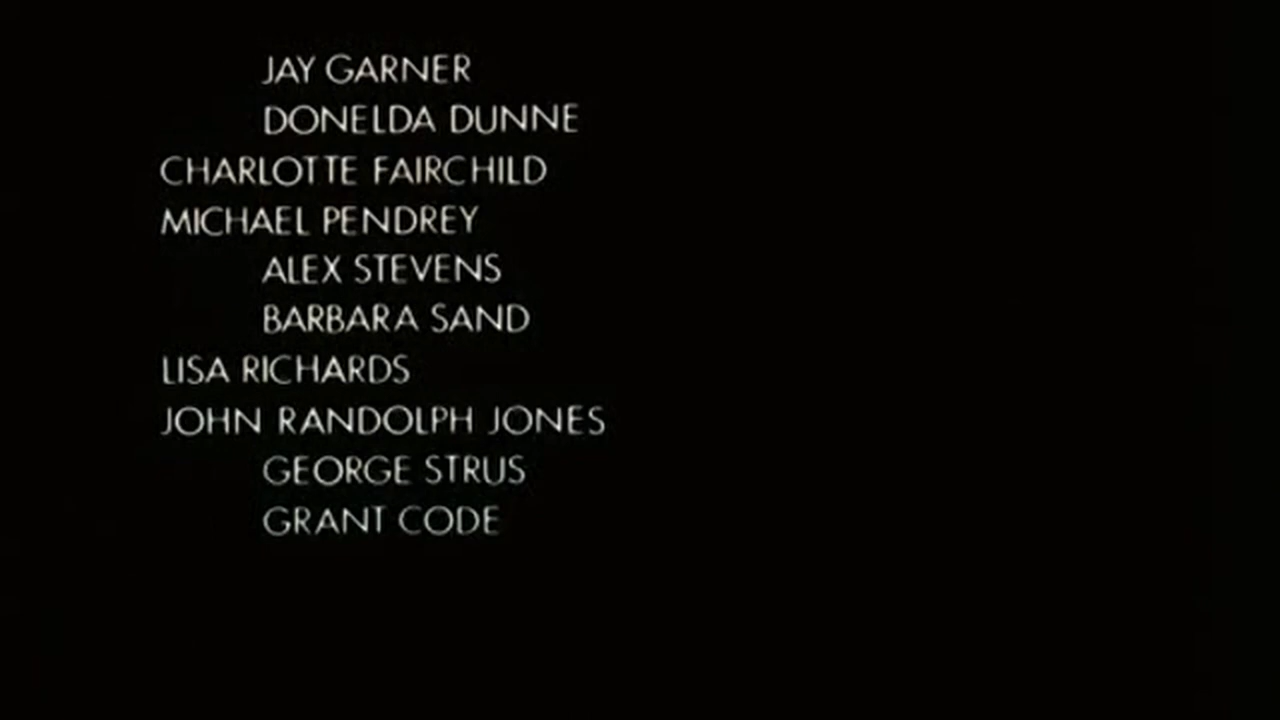 JAY GARNER
DONELDA DUNNE
CHARLOTTE FAIRCHILD
MICHAEL PENDREY
ALEX STEVENS
BARBARA SAND
LISA RICHARDS
JOHN RANDOLPH JONES
GEORGE STRUS
GRANT CODE